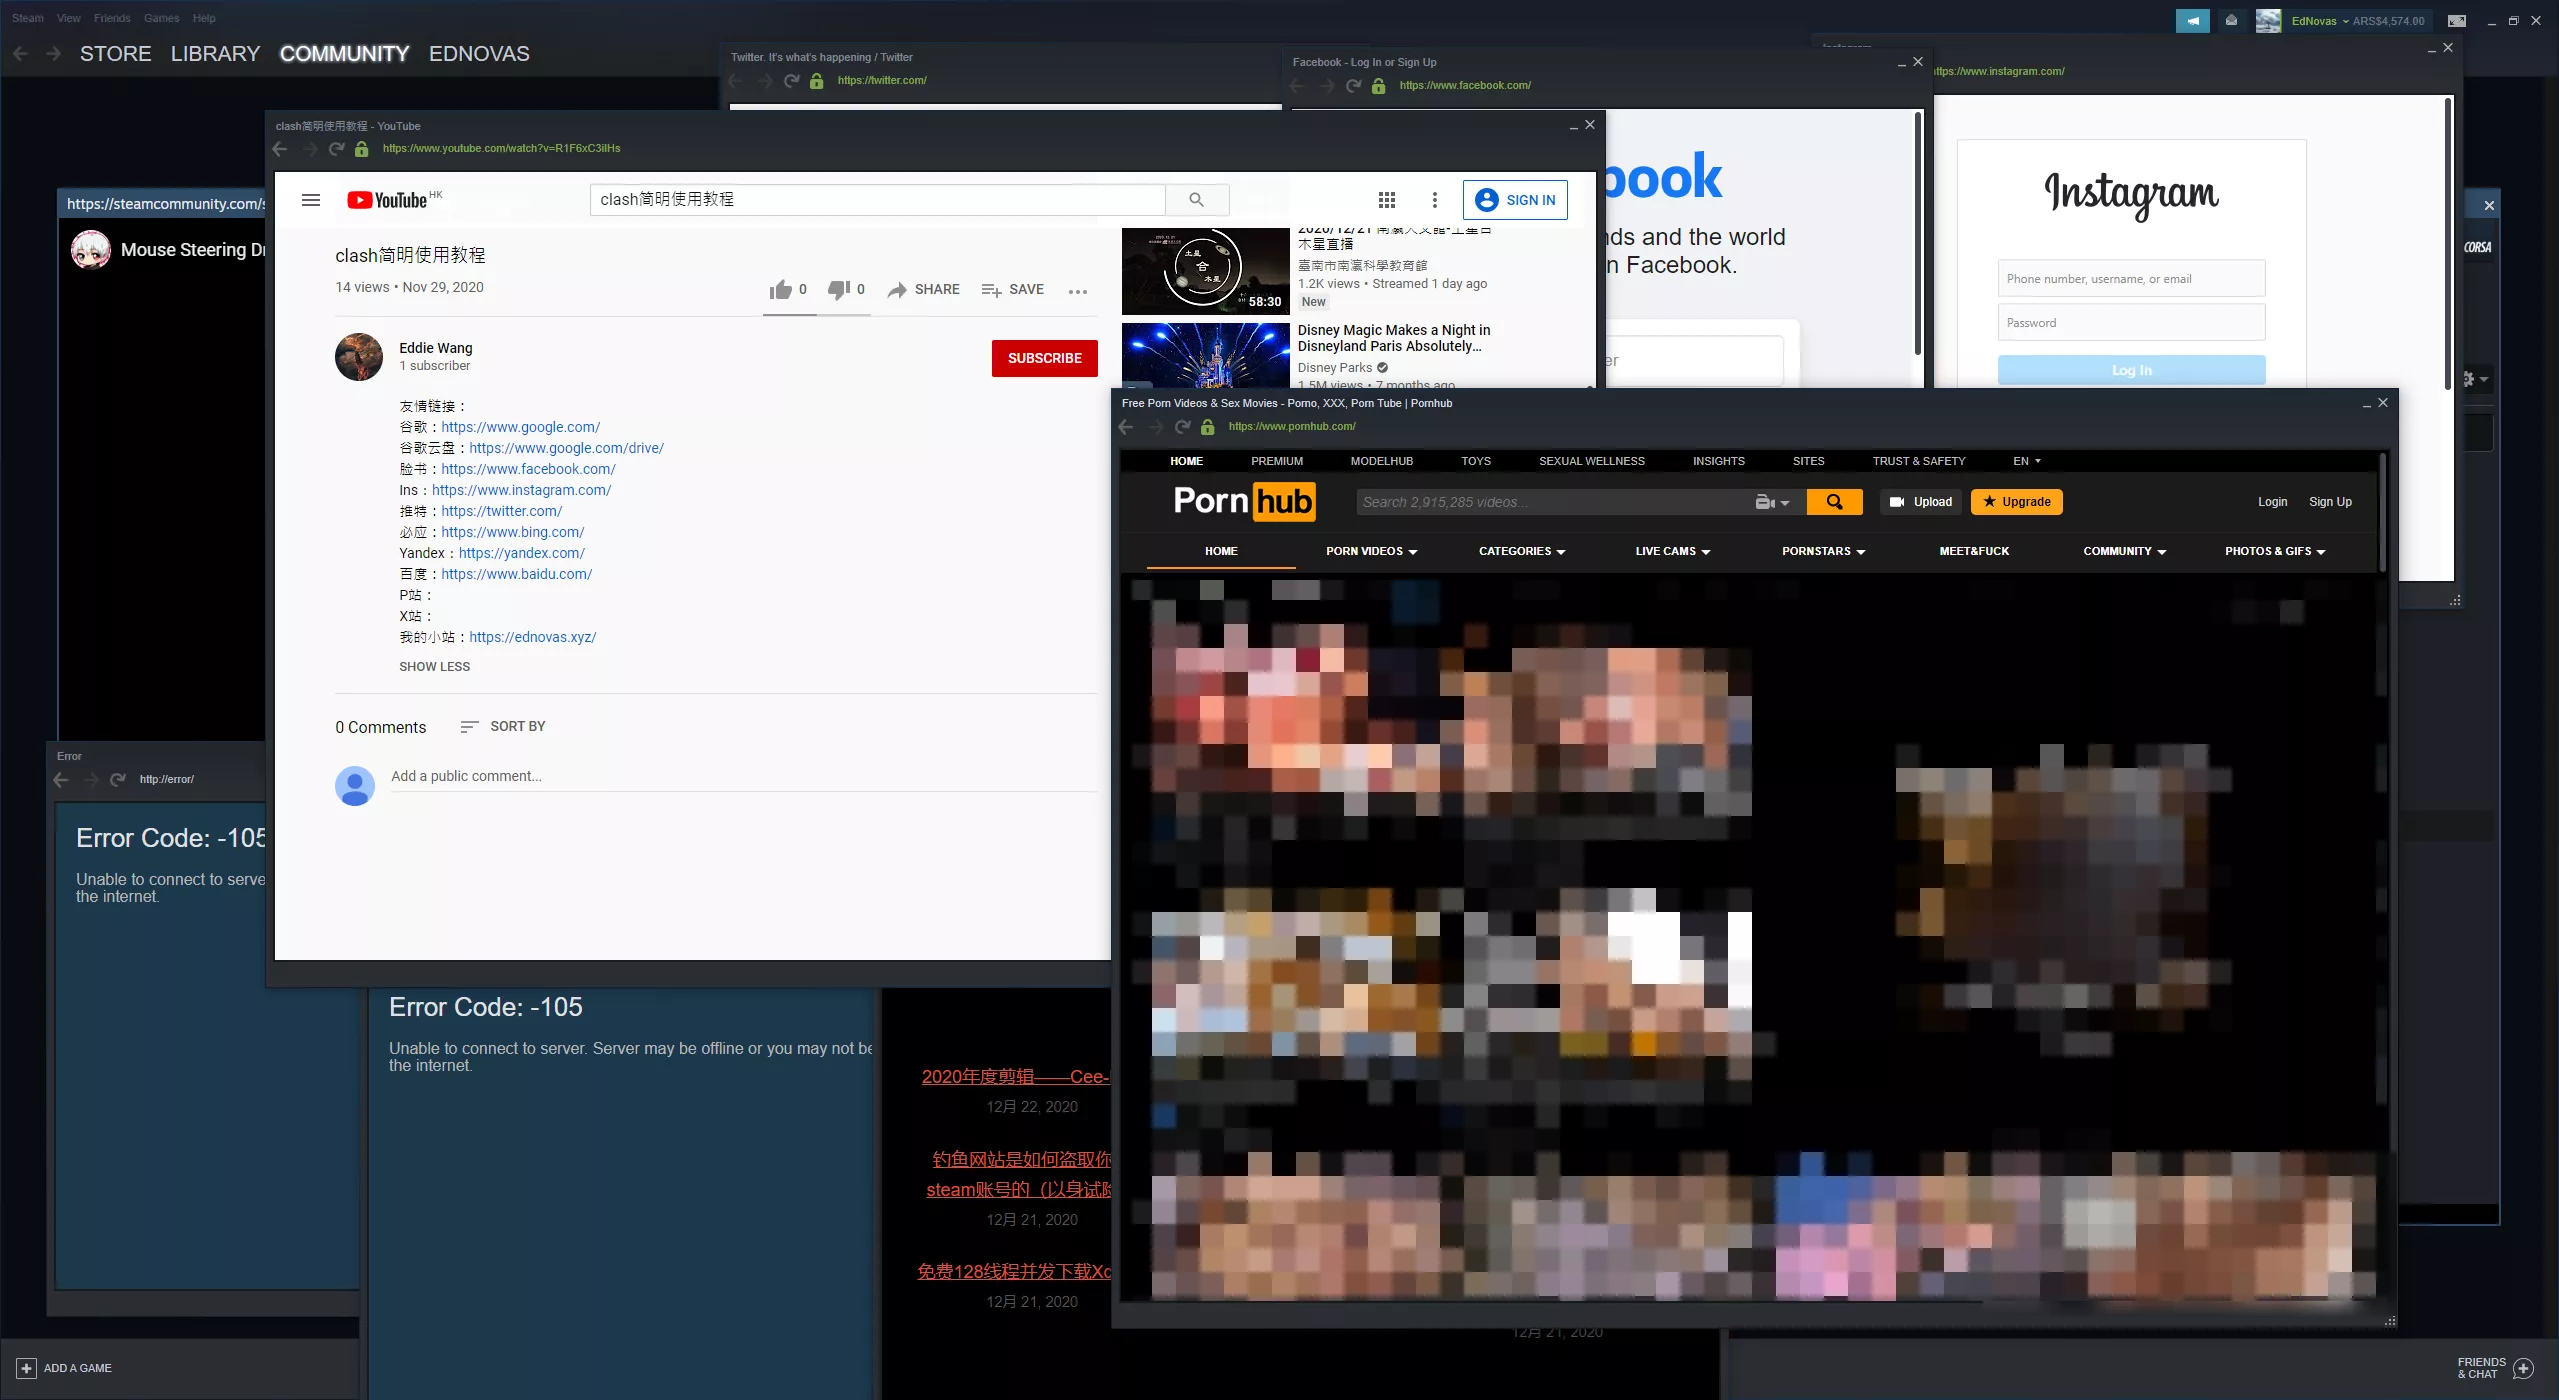 Steam View Friends Games Help
EdNovas ARS$4,574.00
STORE LIBRARY COMMUNITY EDNOVAS
Twitter. It's what's happening / Twitter
https://twitter.com/
Facebook - Log In or Sign Up
https://www.facebook.com/
https://www.instagram.com/
https://steamcommunity.com/
Mouse Steering
CORSA
clash简明使用教程 - YouTube
https://www.youtube.com/watch?v=R1F6xC3iIHs
YouTube HK
clash简明使用教程
SIGN IN
clash简明使用教程
14 views • Nov 29, 2020
0 0 SHARE SAVE
Eddie Wang
1 subscriber
SUBSCRIBE
友情链接：
谷歌：https://www.google.com/
谷歌云盘：https://www.google.com/drive/
脸书：https://www.facebook.com/
Ins：https://www.instagram.com/
推特：https://twitter.com/
必应：https://www.bing.com/
Yandex：https://yandex.com/
百度：https://www.baidu.com/
P站：
X站：
我的小站：https://ednovas.xyz/
SHOW LESS
0 Comments SORT BY
Add a public comment...
58:30
木星直播
臺南市南瀛科學教育館
1.2K views • Streamed 1 day ago
New
Disney Magic Makes a Night in
Disneyland Paris Absolutely...
Disney Parks
1.5M views • 7 months ago
book
and the world
Facebook.
Instagram
Phone number, username, or email
Password
Log In
Free Porn Videos & Sex Movies - Porno, XXX, Porn Tube | Pornhub
https://www.pornhub.com/
HOME PREMIUM MODELHUB TOYS SEXUAL WELLNESS INSIGHTS SITES TRUST & SAFETY EN
Pornhub
Search 2,915,285 videos...
Upload Upgrade Login Sign Up
HOME PORN VIDEOS CATEGORIES LIVE CAMS PORNSTARS MEET&FUCK COMMUNITY PHOTOS & GIFS
Error
http://error/
Error Code: -105
Unable to connect to serve
the internet.
Error Code: -105
Unable to connect to server. Server may be offline or you may not be
the internet.
2020年度剪辑——Cee-
12月 22, 2020
钓鱼网站是如何盗取你
steam账号的（以身试险
12月 21, 2020
免费128线程并发下载Xd
12月 21, 2020
12月 21, 2020
ADD A GAME
FRIENDS
& CHAT